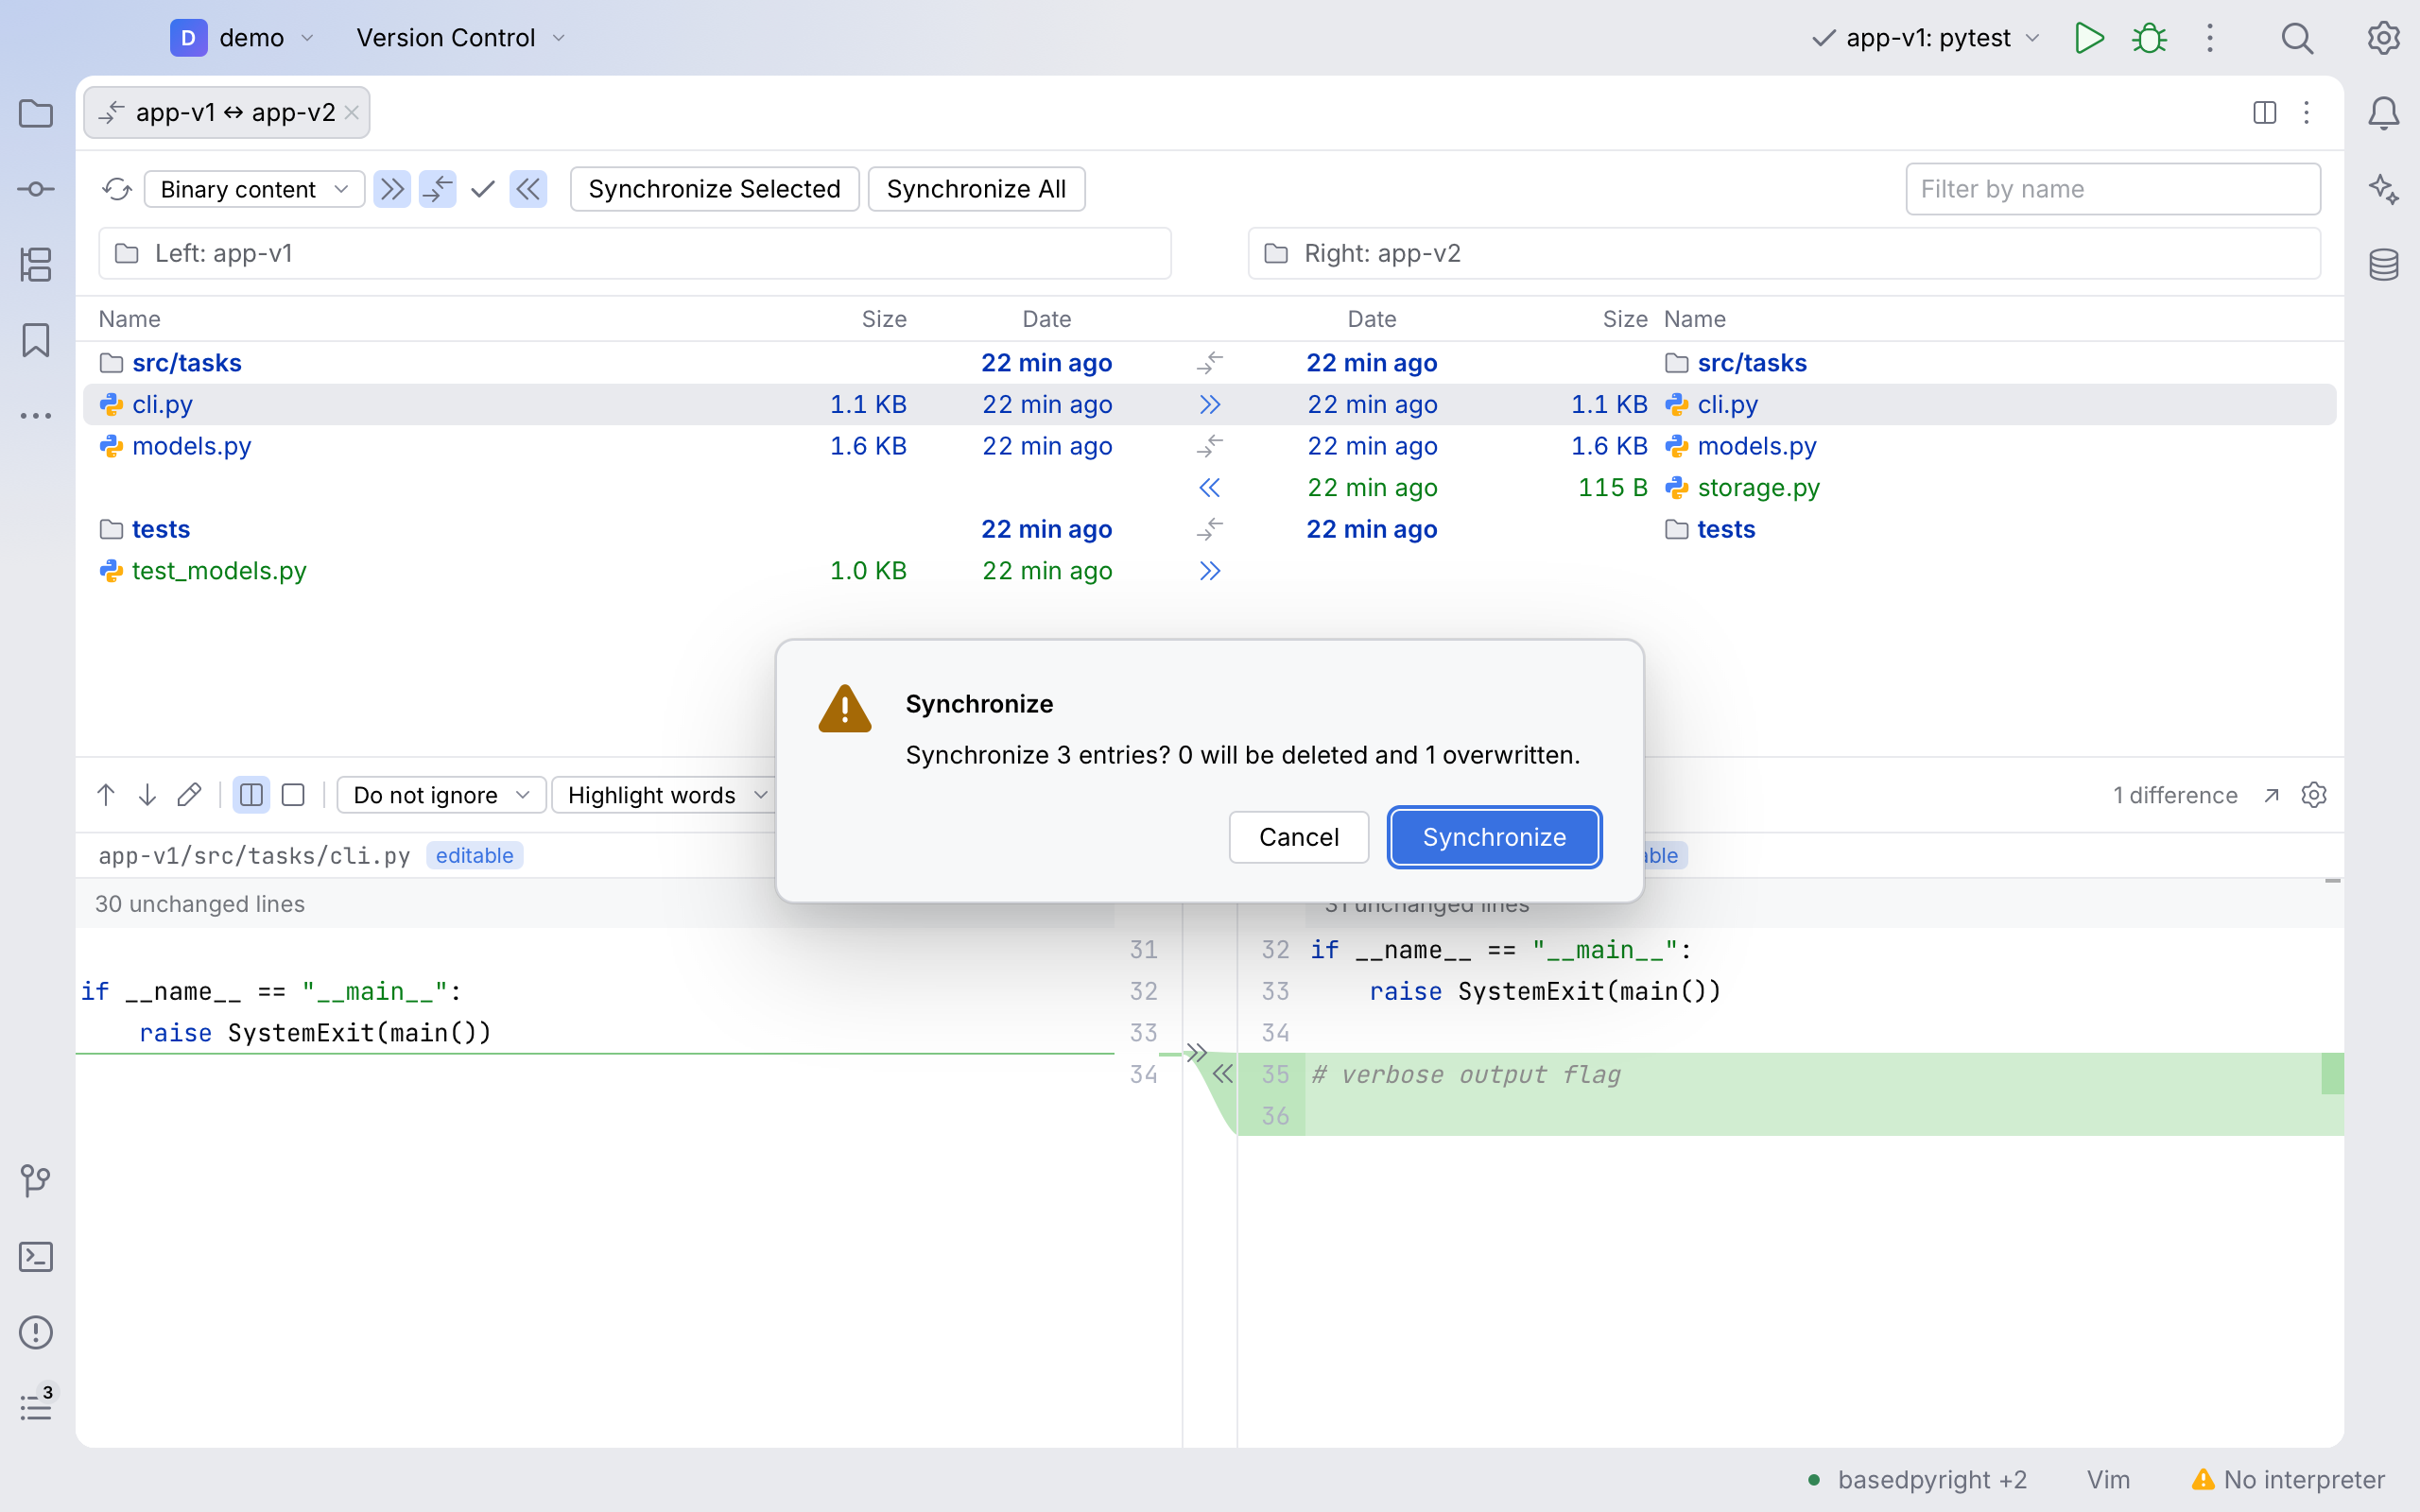 D demo Version Control app-v1: pytest
app-v1 ↔ app-v2
Binary content Synchronize Selected Synchronize All Filter by name
Left: app-v1 Right: app-v2
Name Size Date Date Size Name
src/tasks 22 min ago 22 min ago src/tasks
cli.py 1.1 KB 22 min ago 22 min ago 1.1 KB cli.py
models.py 1.6 KB 22 min ago 22 min ago 1.6 KB models.py
22 min ago 115 B storage.py
tests 22 min ago 22 min ago tests
test_models.py 1.0 KB 22 min ago
Synchronize
Synchronize 3 entries? 0 will be deleted and 1 overwritten.
Cancel Synchronize
Do not ignore Highlight words 1 difference
app-v1/src/tasks/cli.py editable
30 unchanged lines 31 unchanged lines
31 32 if __name__ == "__main__":
if __name__ == "__main__": 32 33 raise SystemExit(main())
raise SystemExit(main()) 33 34
34 35 # verbose output flag
36
3
basedpyright +2 Vim No interpreter